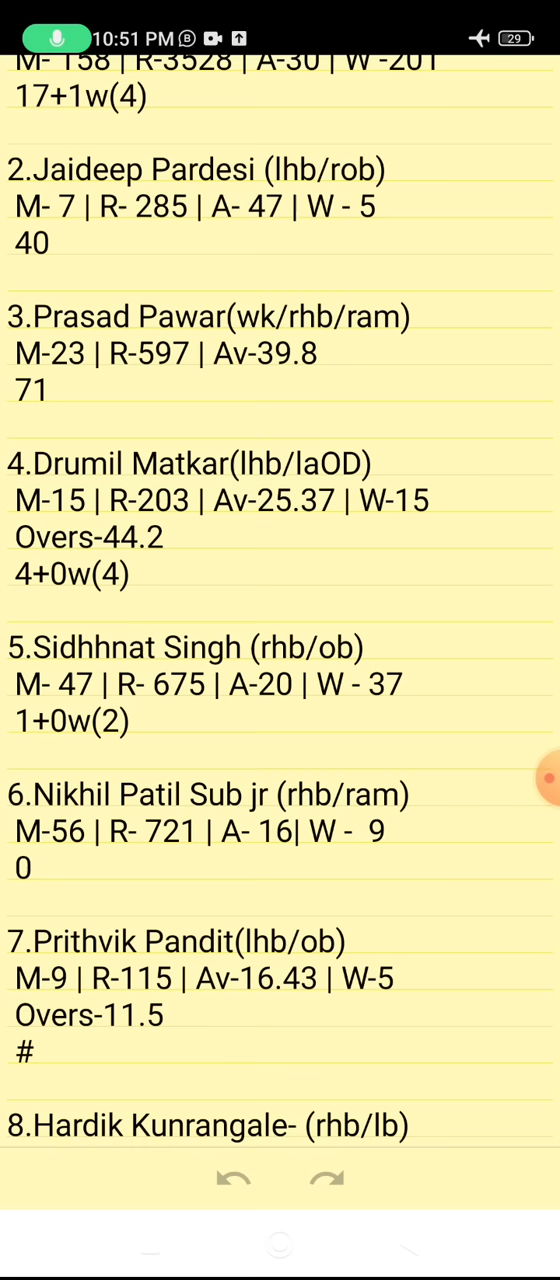 10:51 PM
29
M- 158 | R-3528 | A-30 | W -201
17+1w(4)
2.Jaideep Pardesi (lhb/rob)
M- 7 | R- 285 | A- 47 | W - 5
40
3.Prasad Pawar(wk/rhb/ram)
M-23 | R-597 | Av-39.8
71
4.Drumil Matkar(lhb/laOD)
M-15 | R-203 | Av-25.37 | W-15
Overs-44.2
4+0w(4)
5.Sidhhnat Singh (rhb/ob)
M- 47 | R- 675 | A-20 | W - 37
1+0w(2)
6.Nikhil Patil Sub jr (rhb/ram)
M-56 | R- 721 | A- 16| W -  9
0
7.Prithvik Pandit(lhb/ob)
M-9 | R-115 | Av-16.43 | W-5
Overs-11.5
#
8.Hardik Kunrangale- (rhb/lb)